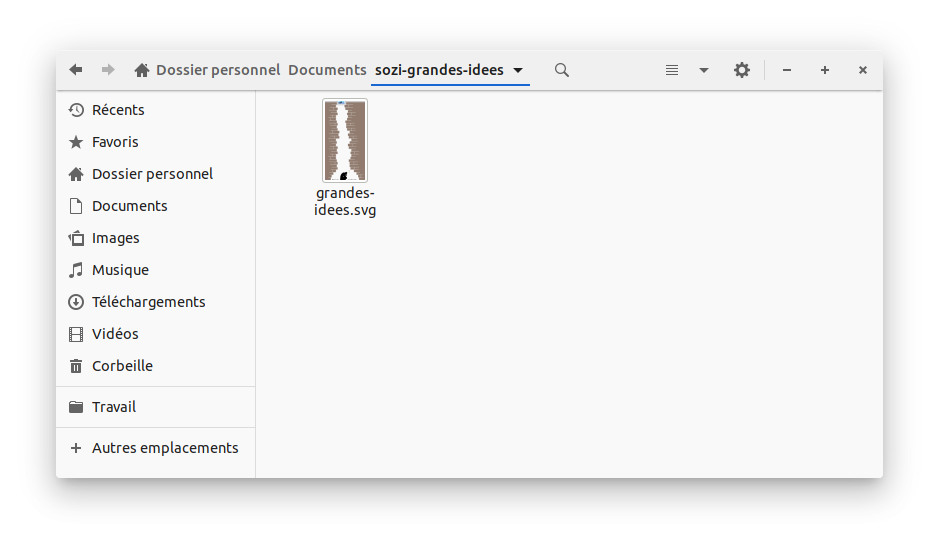 Dossier personnel Documents sozi-grandes-idees
Récents
Favoris
Dossier personnel
Documents
Images
Musique
Téléchargements
Vidéos
Corbeille
Travail
Autres emplacements
grandes-
idees.svg